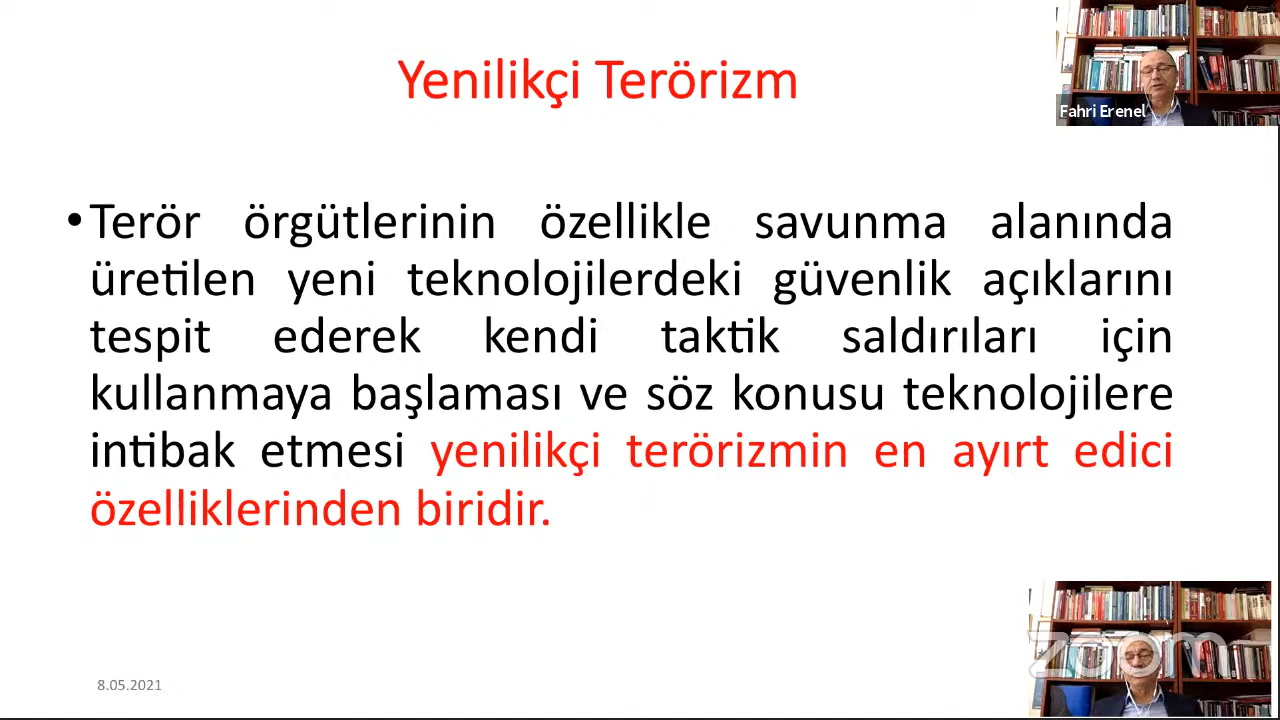 Yenilikçi Terörizm
Fahri Erenel
• Terör örgütlerinin özellikle savunma alanında
üretilen yeni teknolojilerdeki güvenlik açıklarını
tespit ederek kendi taktik saldırıları için
kullanmaya başlaması ve söz konusu teknolojilere
intibak etmesi yenilikçi terörizmin en ayırt edici
özelliklerinden biridir.
zoom
8.05.2021